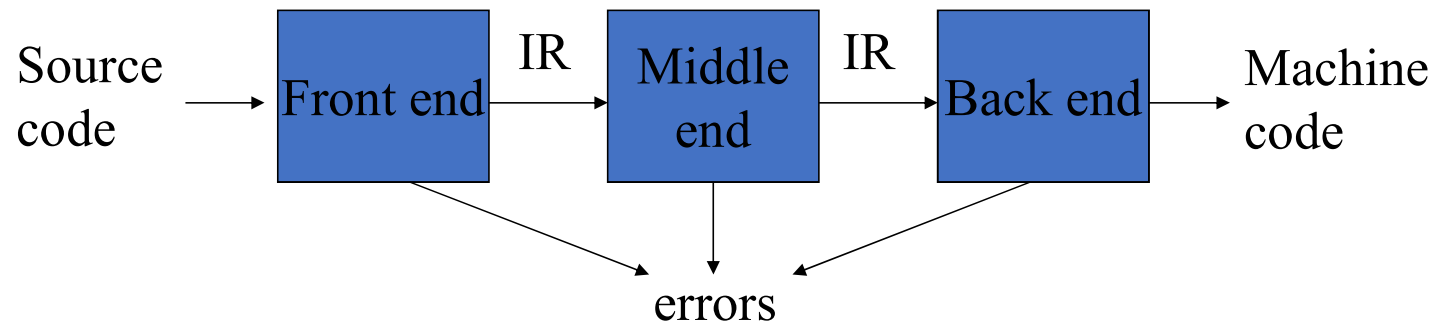 Source
code
Front end
IR
Middle
end
IR
Back end
Machine
code
errors